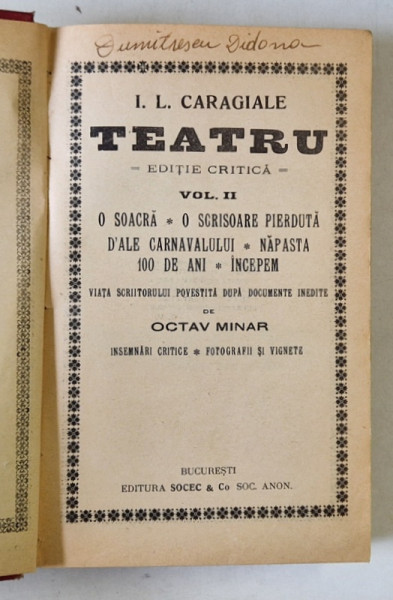 Dumitrescu Didona
I. L. CARAGIALE
TEATRU
= EDIȚIE CRITICĂ =
VOL. II
O SOACRĂ * O SCRISOARE PIERDUTĂ
D'ALE CARNAVALULUI * NĂPASTA
100 DE ANI * ÎNCEPEM
VIAȚA SCRIITORULUI POVESTITĂ DUPĂ DOCUMENTE INEDITE
DE
OCTAV MINAR
INSEMNĂRI CRITICE * FOTOGRAFII ȘI VIGNETE
BUCUREȘTI
EDITURA SOCEC & Co SOC. ANON.